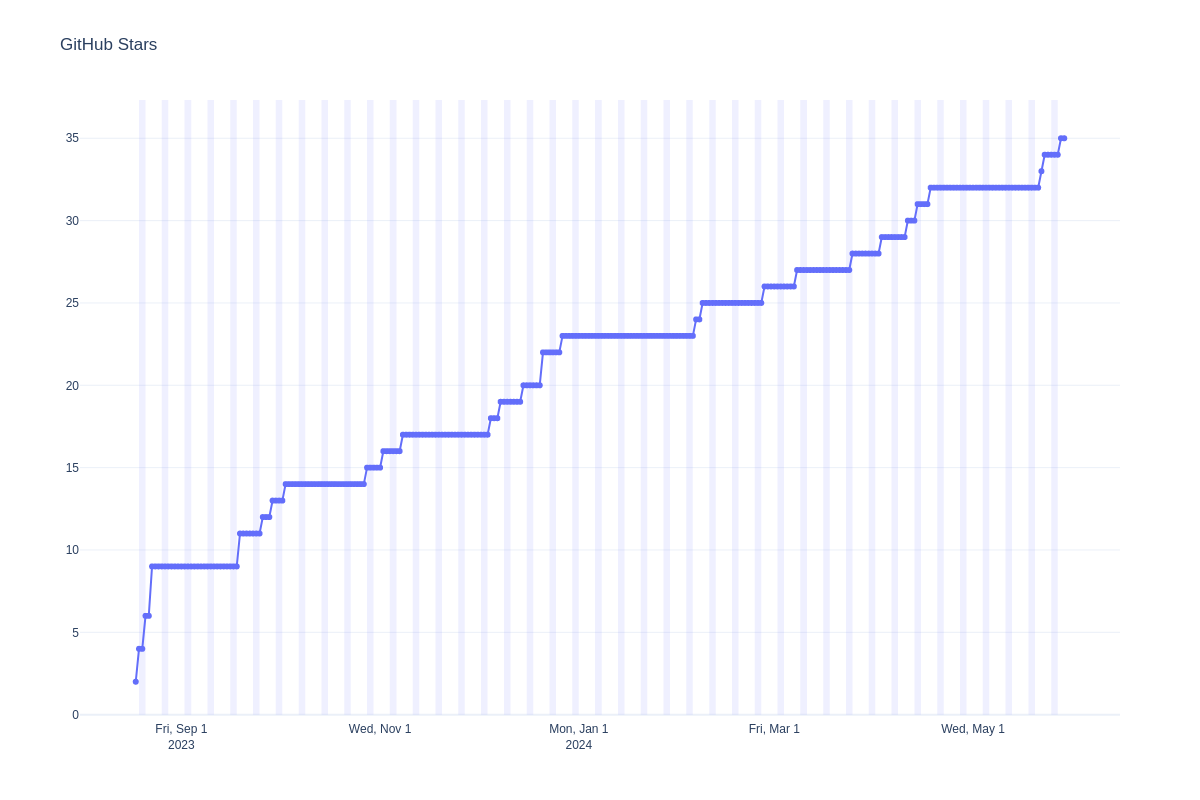 GitHub Stars
35
30
25
20
15
10
5
0
Fri, Sep 1
2023
Wed, Nov 1
Mon, Jan 1
2024
Fri, Mar 1
Wed, May 1